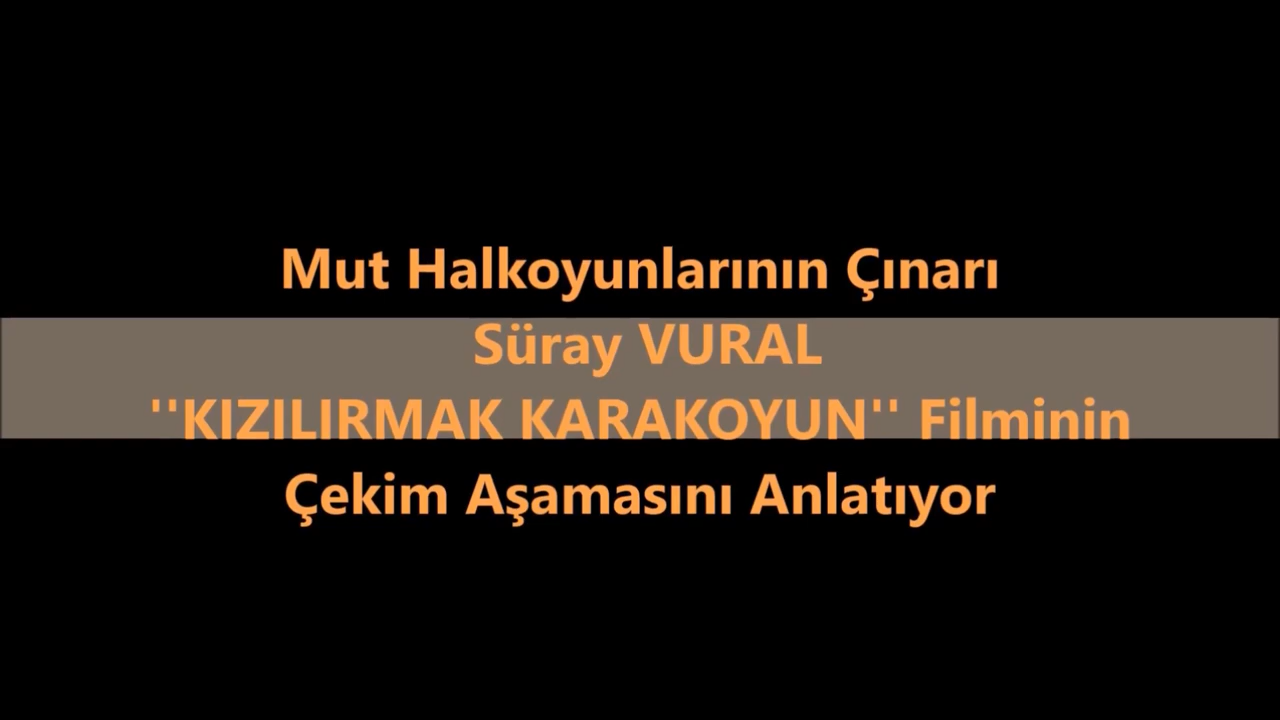 Mut Halkoyunlarının Çınarı
Süray VURAL
''KIZILIRMAK KARAKOYUN'' Filminin
Çekim Aşamasını Anlatıyor